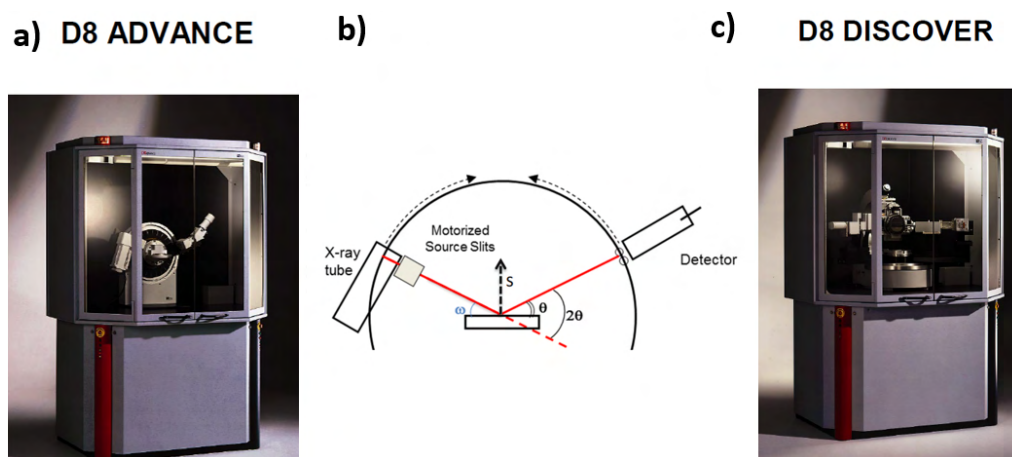 a) D8 ADVANCE
b)
c) D8 DISCOVER
Motorized
Source Slits
X-ray
tube
Detector
S
ω
θ
2θ